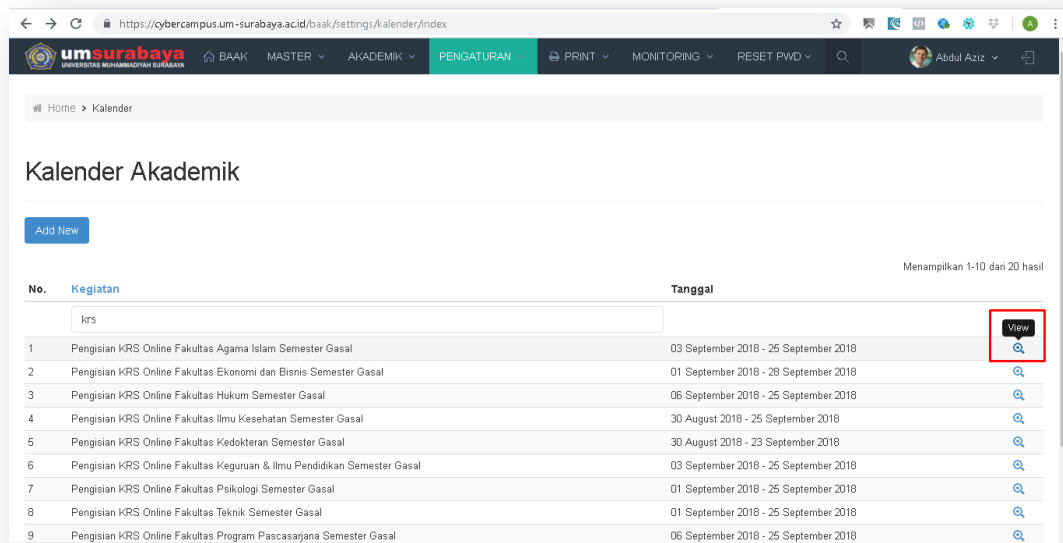 https://cybercampus.um-surabaya.ac.id/baak/settings/kalender/index
A
umsurabaya
UNIVERSITAS MUHAMMADIYAH SURABAYA
BAAK MASTER AKADEMIK PENGATURAN PRINT MONITORING RESET PWD Abdul Aziz
Home > Kalender
Kalender Akademik
Add New
Menampilkan 1-10 dari 20 hasil
No. Kegiatan Tanggal
krs
View
1 Pengisian KRS Online Fakultas Agama Islam Semester Gasal 03 September 2018 - 25 September 2018
2 Pengisian KRS Online Fakultas Ekonomi dan Bisnis Semester Gasal 01 September 2018 - 28 September 2018
3 Pengisian KRS Online Fakultas Hukum Semester Gasal 06 September 2018 - 25 September 2018
4 Pengisian KRS Online Fakultas Ilmu Kesehatan Semester Gasal 30 August 2018 - 25 September 2018
5 Pengisian KRS Online Fakultas Kedokteran Semester Gasal 30 August 2018 - 23 September 2018
6 Pengisian KRS Online Fakultas Keguruan & Ilmu Pendidikan Semester Gasal 03 September 2018 - 25 September 2018
7 Pengisian KRS Online Fakultas Psikologi Semester Gasal 01 September 2018 - 25 September 2018
8 Pengisian KRS Online Fakultas Teknik Semester Gasal 01 September 2018 - 25 September 2018
9 Pengisian KRS Online Fakultas Program Pascasarjana Semester Gasal 06 September 2018 - 25 September 2018